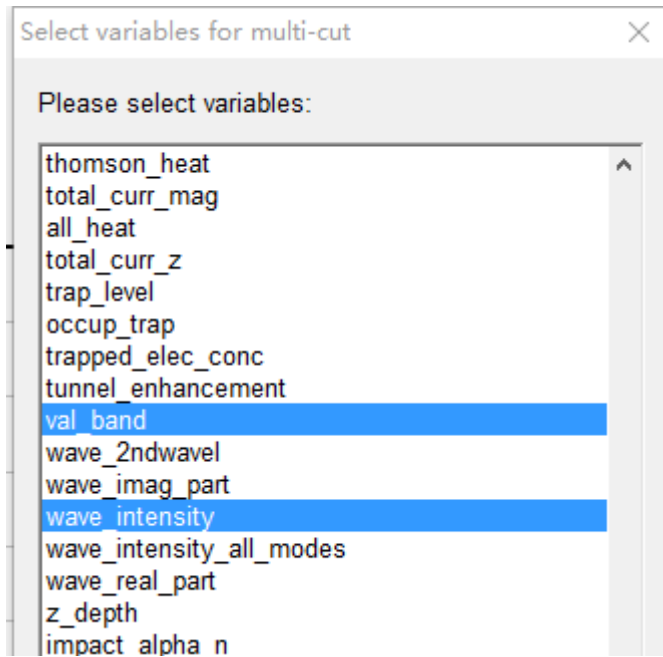 Select variables for multi-cut
Please select variables:
thomson_heat
total_curr_mag
all_heat
total_curr_z
trap_level
occup_trap
trapped_elec_conc
tunnel_enhancement
val_band
wave_2ndwavel
wave_imag_part
wave_intensity
wave_intensity_all_modes
wave_real_part
z_depth
impact_alpha_n